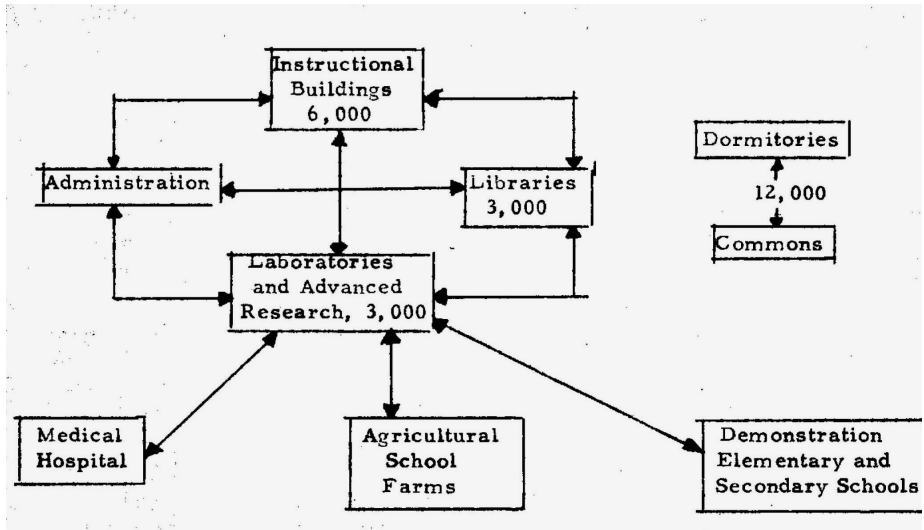 Instructional
Buildings
6,000
Administration
Libraries
3,000
Dormitories
12,000
Commons
Laboratories
and Advanced
Research, 3,000
Medical
Hospital
Agricultural
School
Farms
Demonstration
Elementary and
Secondary Schools